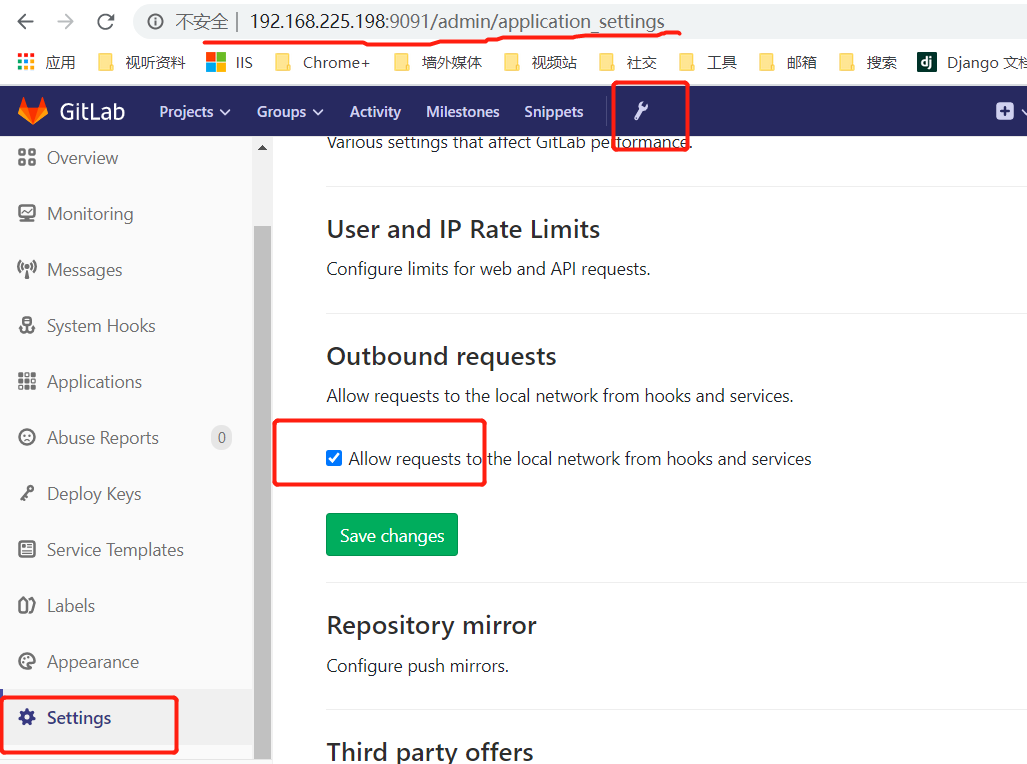 不安全 | 192.168.225.198:9091/admin/application_settings
应用 视听资料 IIS Chrome+ 墙外媒体 视频站 社交 工具 邮箱 搜索 dj Django 文档
GitLab Projects Groups Activity Milestones Snippets
Various settings that affect GitLab performance.
Overview
Monitoring
Messages
System Hooks
Applications
Abuse Reports 0
Deploy Keys
Service Templates
Labels
Appearance
Settings
User and IP Rate Limits
Configure limits for web and API requests.
Outbound requests
Allow requests to the local network from hooks and services.
Allow requests to the local network from hooks and services
Save changes
Repository mirror
Configure push mirrors.
Third party offers